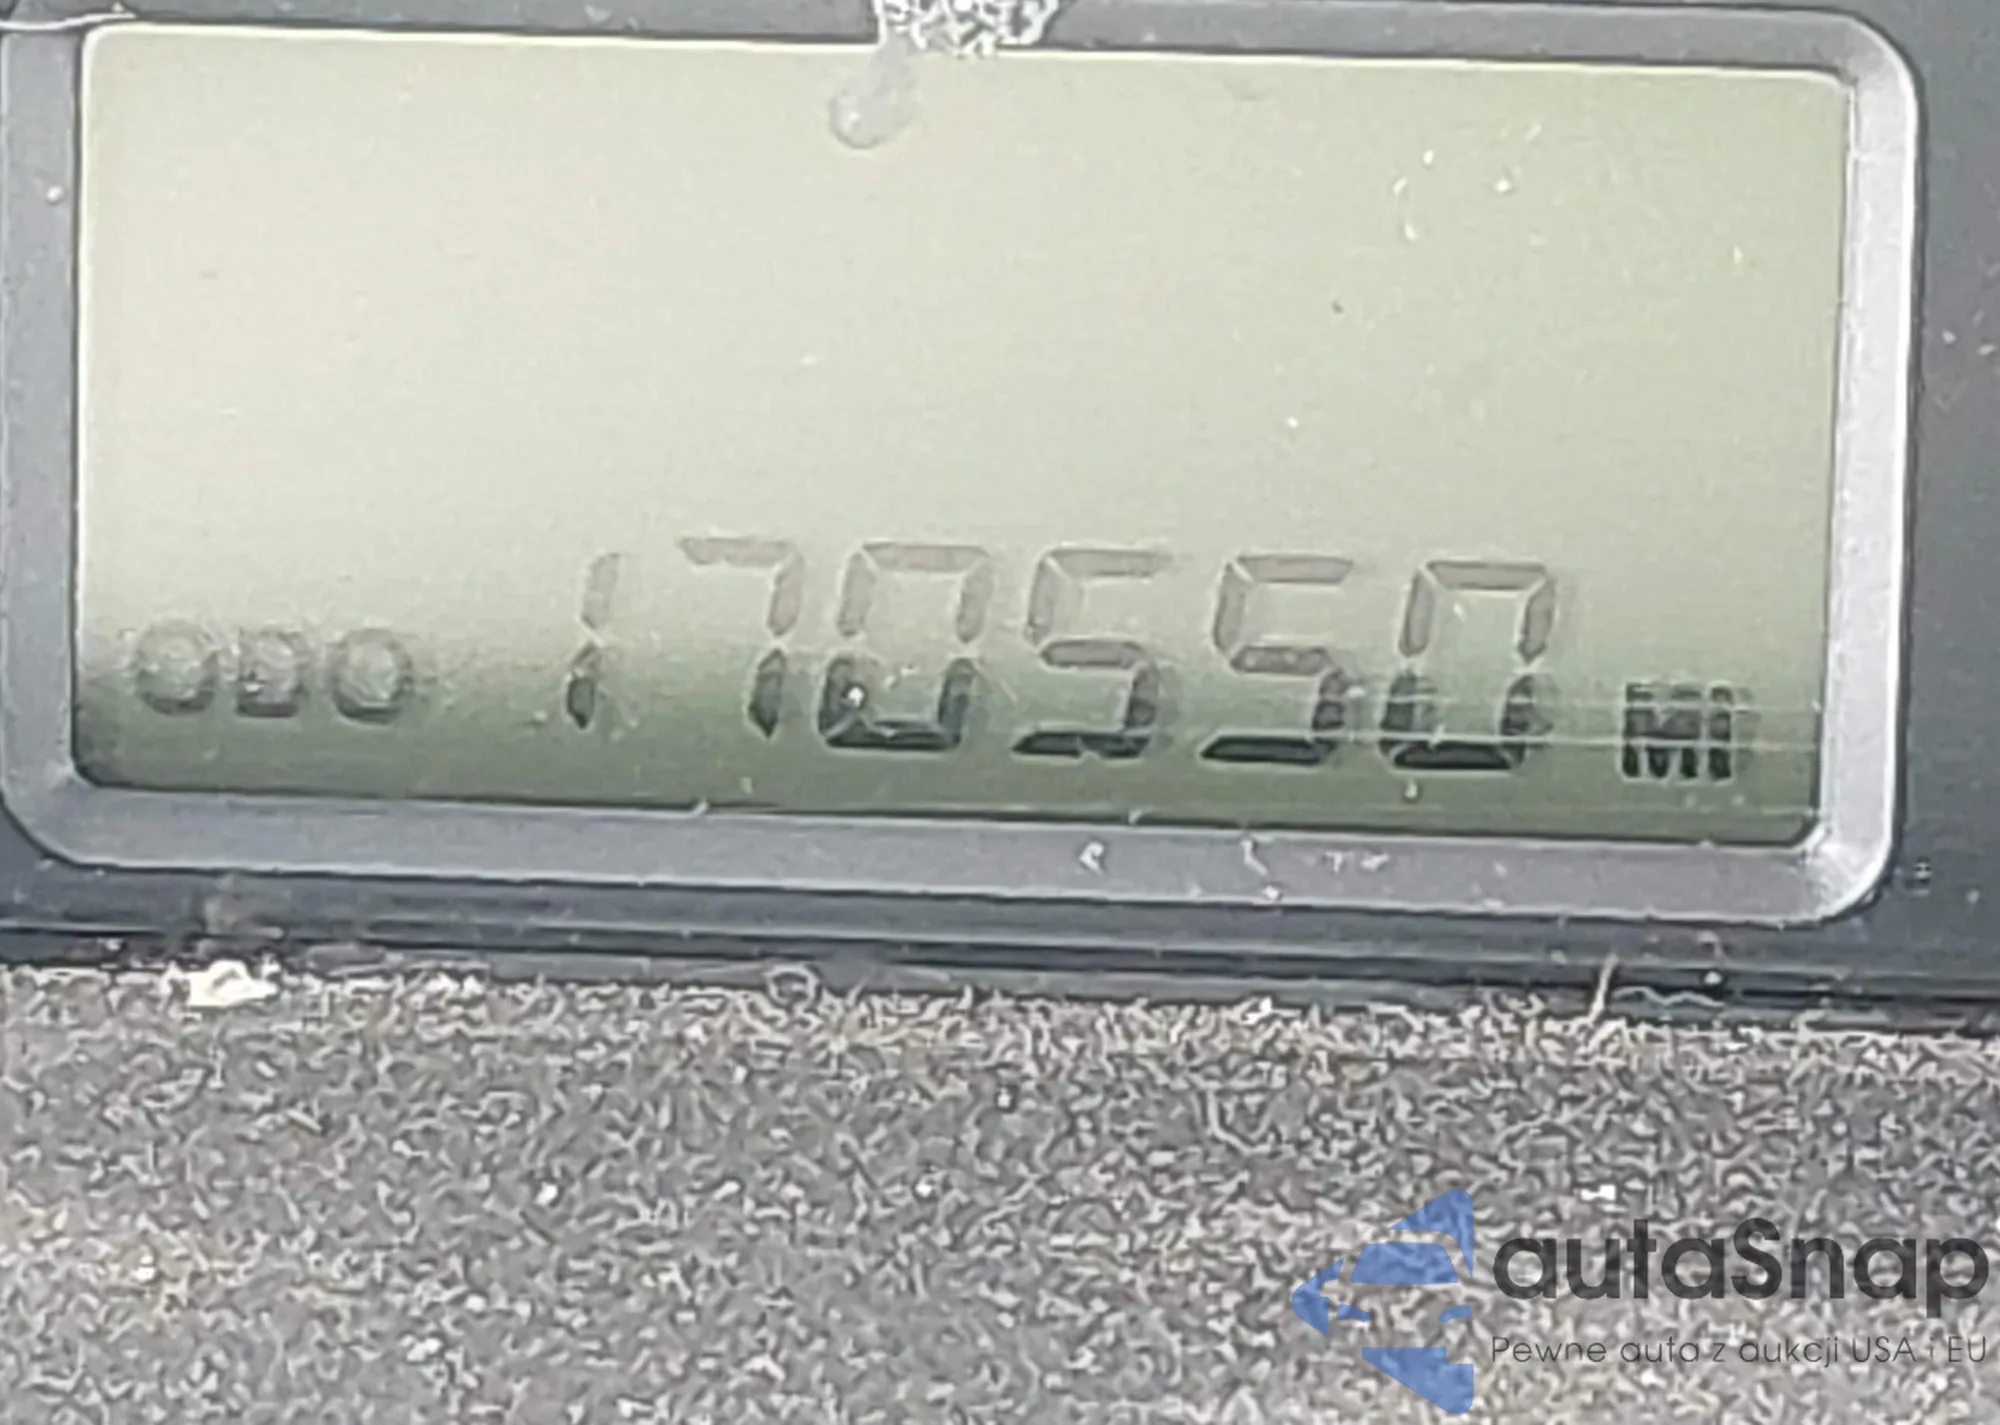 ODO 170550 MI
autaSnap
Pewne auta z aukcji USA i EU